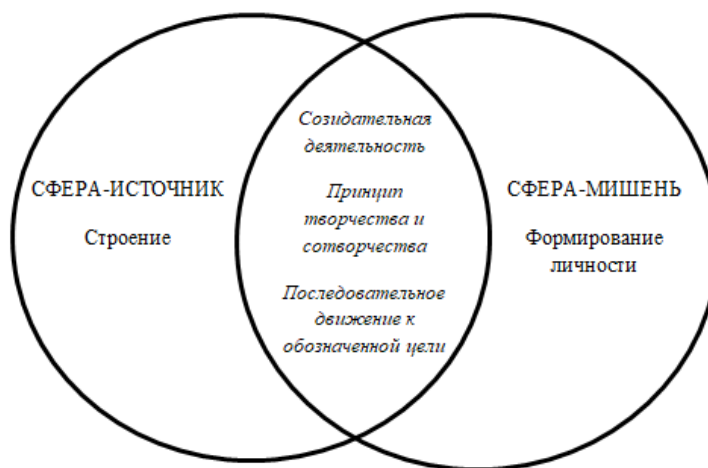 СФЕРА-ИСТОЧНИК
Строение
Созидательная
деятельность
Принцип
творчества и
сотворчества
Последовательное
движение к
обозначенной цели
СФЕРА-МИШЕНЬ
Формирование
личности